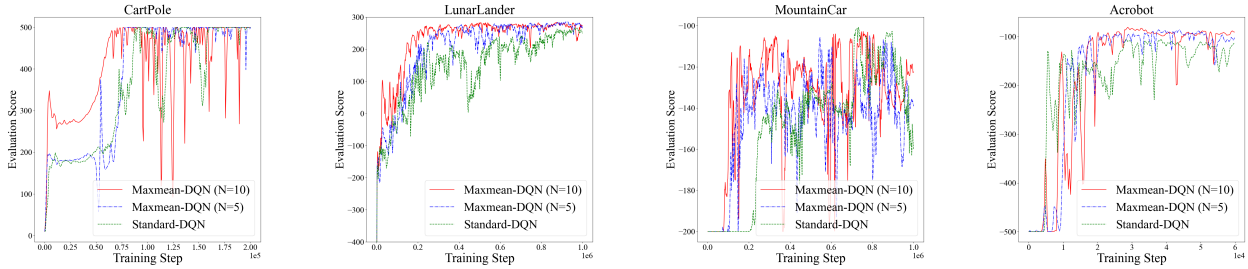 CartPole
Evaluation Score
500
400
300
200
100
0
0.00 0.25 0.50 0.75 1.00 1.25 1.50 1.75 2.00
1e5
Training Step
Maxmean-DQN (N=10)
Maxmean-DQN (N=5)
Standard-DQN
LunarLander
Evaluation Score
300
200
100
0
−100
−200
−300
−400
0.0 0.2 0.4 0.6 0.8 1.0
1e6
Training Step
Maxmean-DQN (N=10)
Maxmean-DQN (N=5)
Standard-DQN
MountainCar
Evaluation Score
−100
−120
−140
−160
−180
−200
0.0 0.2 0.4 0.6 0.8 1.0
1e6
Training Step
Maxmean-DQN (N=10)
Maxmean-DQN (N=5)
Standard-DQN
Acrobot
Evaluation Score
−100
−200
−300
−400
−500
0 1 2 3 4 5 6
1e4
Training Step
Maxmean-DQN (N=10)
Maxmean-DQN (N=5)
Standard-DQN